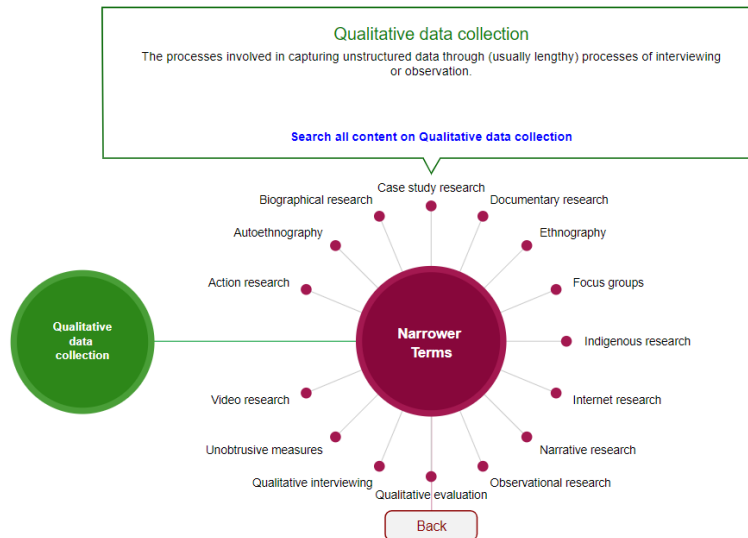 Qualitative data collection
The processes involved in capturing unstructured data through (usually lengthy) processes of interviewing
or observation.
Search all content on Qualitative data collection
Case study research
Biographical research
Documentary research
Autoethnography
Ethnography
Action research
Focus groups
Qualitative
data
collection
Narrower
Terms
Indigenous research
Video research
Internet research
Unobtrusive measures
Narrative research
Qualitative interviewing
Observational research
Qualitative evaluation
Back